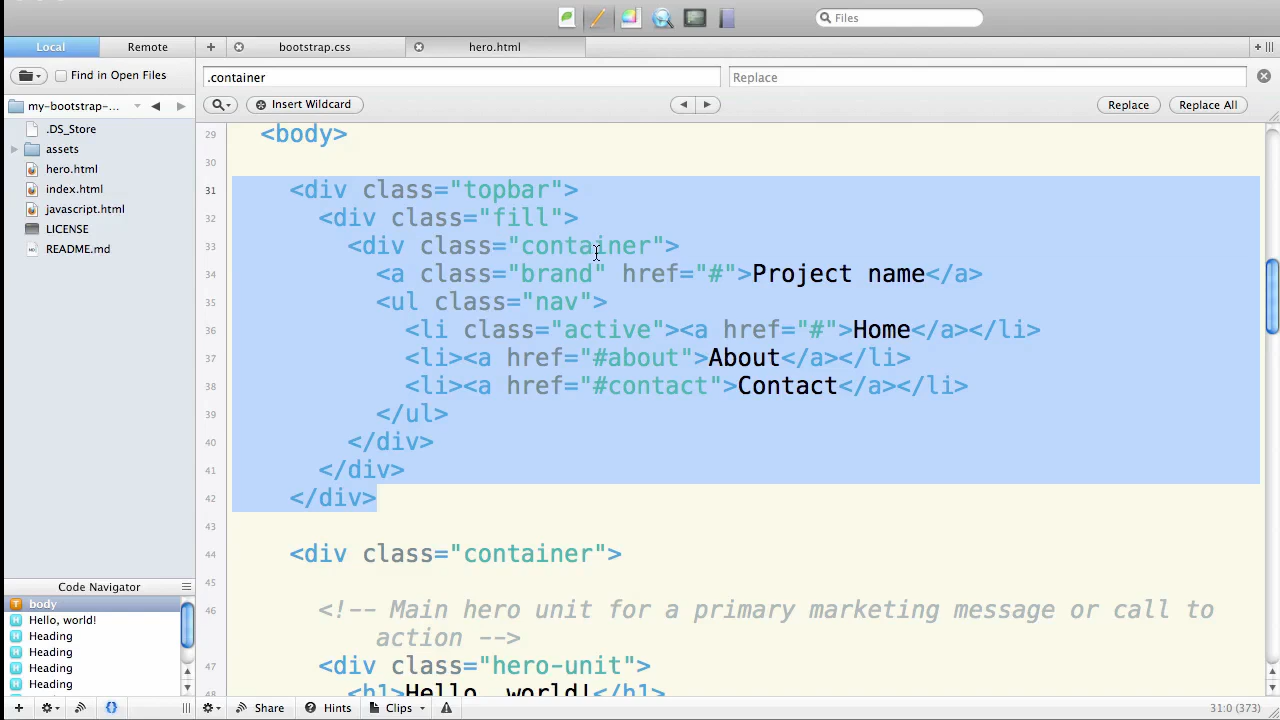 Files
Local
Remote
+
bootstrap.css
hero.html
Find in Open Files
.container
Replace
my-bootstrap-...
Insert Wildcard
Replace
Replace All
.DS_Store
assets
hero.html
index.html
javascript.html
LICENSE
README.md
29 <body>
30
31 <div class="topbar">
32 <div class="fill">
33 <div class="container">
34 <a class="brand" href="#">Project name</a>
35 <ul class="nav">
36 <li class="active"><a href="#">Home</a></li>
37 <li><a href="#about">About</a></li>
38 <li><a href="#contact">Contact</a></li>
39 </ul>
40 </div>
41 </div>
42 </div>
43
44 <div class="container">
45
46 <!-- Main hero unit for a primary marketing message or call to
action -->
47 <div class="hero-unit">
48 <h1>Hello, world!</h1>
Code Navigator
T body
H Hello, world!
H Heading
H Heading
H Heading
H Heading
Share
Hints
Clips
31:0 (373)